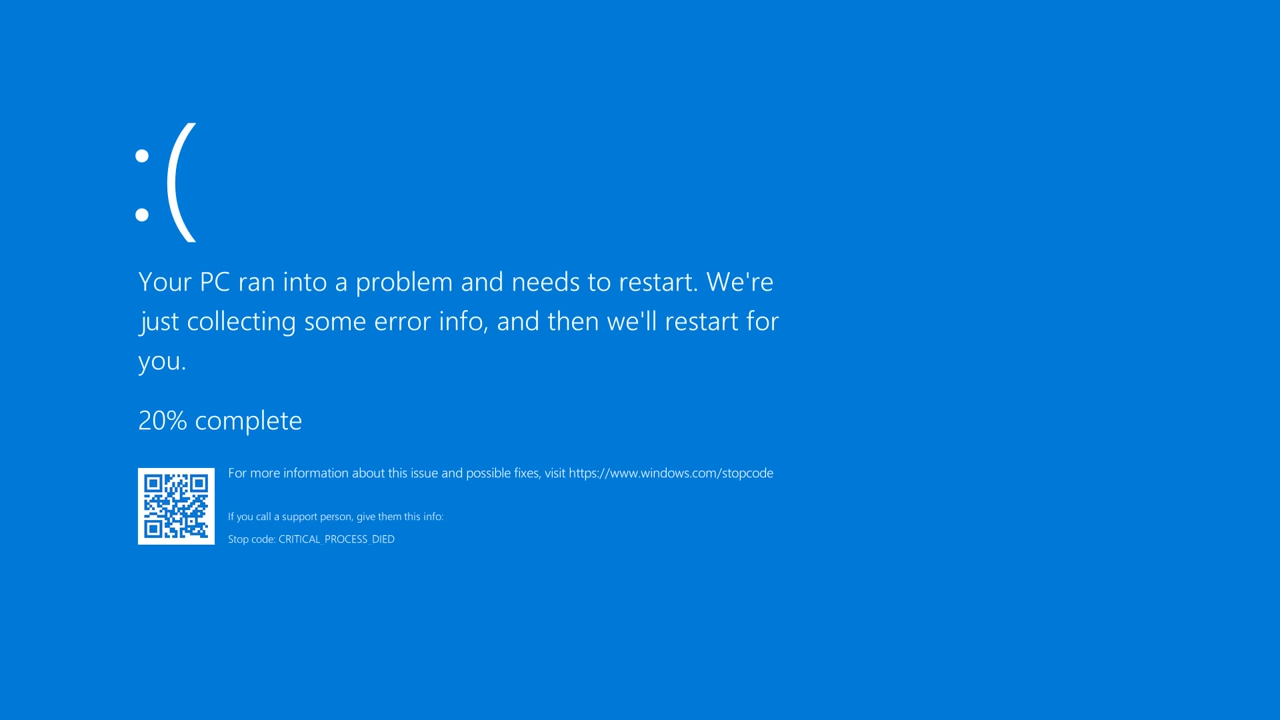 :(
Your PC ran into a problem and needs to restart. We're
just collecting some error info, and then we'll restart for
you.
20% complete
For more information about this issue and possible fixes, visit https://www.windows.com/stopcode
If you call a support person, give them this info:
Stop code: CRITICAL_PROCESS_DIED